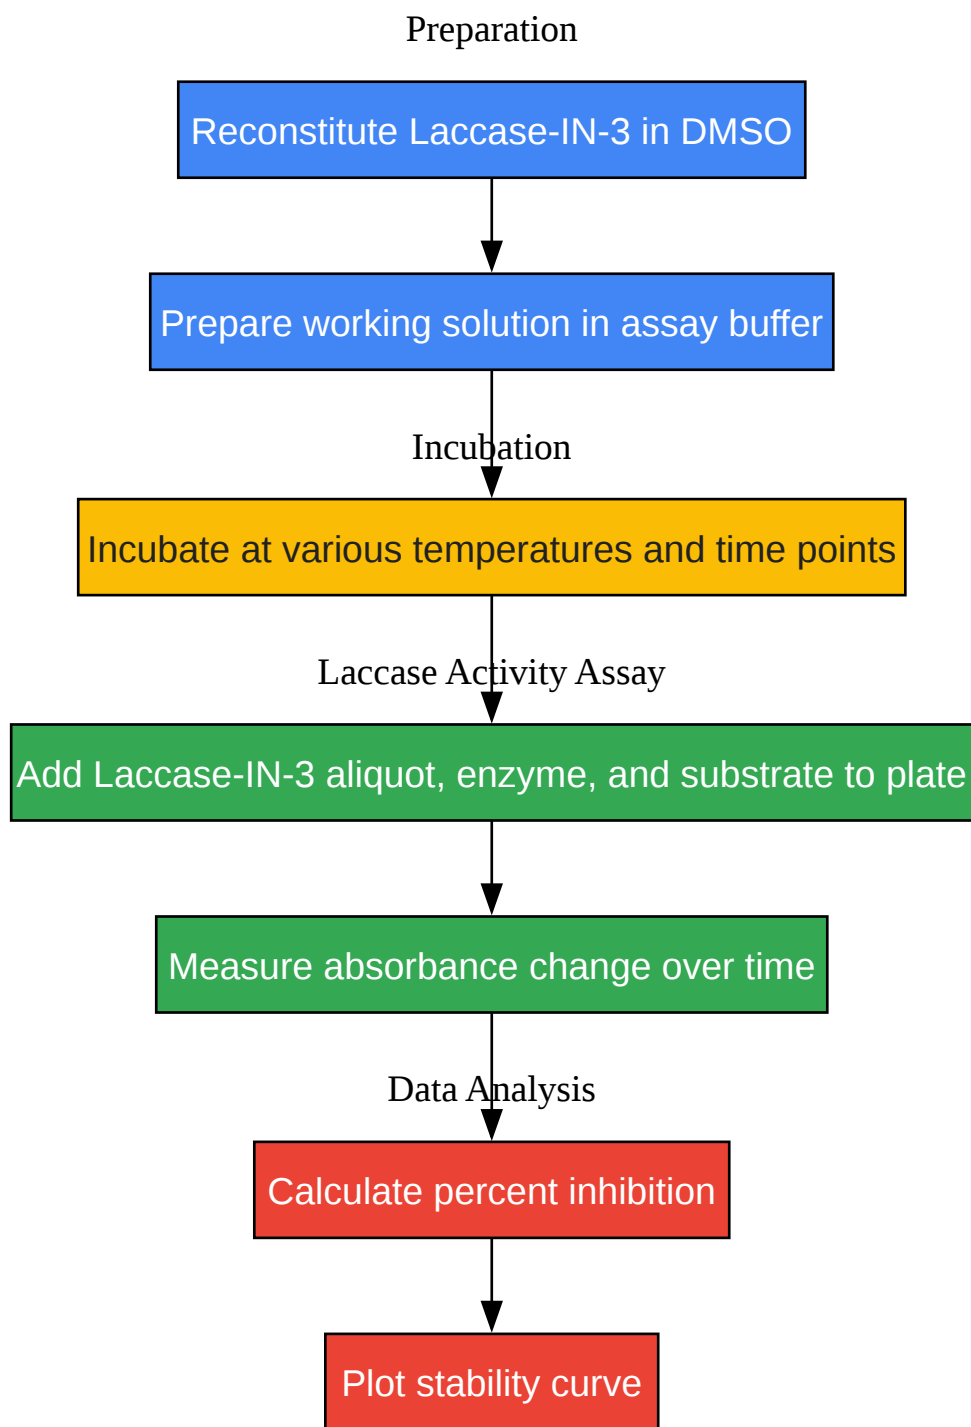 Preparation
Reconstitute Laccase-IN-3 in DMSO
Prepare working solution in assay buffer
Incubation
Incubate at various temperatures and time points
Laccase Activity Assay
Add Laccase-IN-3 aliquot, enzyme, and substrate to plate
Measure absorbance change over time
Data Analysis
Calculate percent inhibition
Plot stability curve